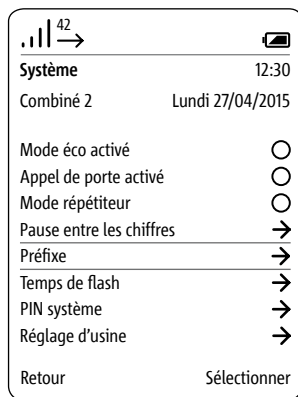 42
Système 12:30
Combiné 2 Lundi 27/04/2015
Mode éco activé
Appel de porte activé
Mode répétiteur
Pause entre les chiffres
Préfixe
Temps de flash
PIN système
Réglage d'usine
Retour Sélectionner